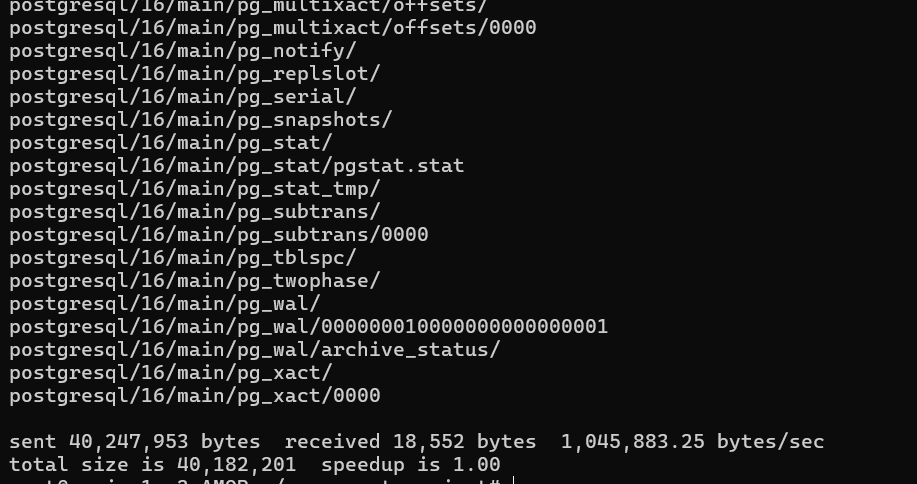 postgresql/16/main/pg_multixact/offsets/
postgresql/16/main/pg_multixact/offsets/0000
postgresql/16/main/pg_notify/
postgresql/16/main/pg_replslot/
postgresql/16/main/pg_serial/
postgresql/16/main/pg_snapshots/
postgresql/16/main/pg_stat/
postgresql/16/main/pg_stat/pgstat.stat
postgresql/16/main/pg_stat_tmp/
postgresql/16/main/pg_subtrans/
postgresql/16/main/pg_subtrans/0000
postgresql/16/main/pg_tblspc/
postgresql/16/main/pg_twophase/
postgresql/16/main/pg_wal/
postgresql/16/main/pg_wal/000000010000000000000001
postgresql/16/main/pg_wal/archive_status/
postgresql/16/main/pg_xact/
postgresql/16/main/pg_xact/0000
sent 40,247,953 bytes  received 18,552 bytes  1,045,883.25 bytes/sec
total size is 40,182,201  speedup is 1.00